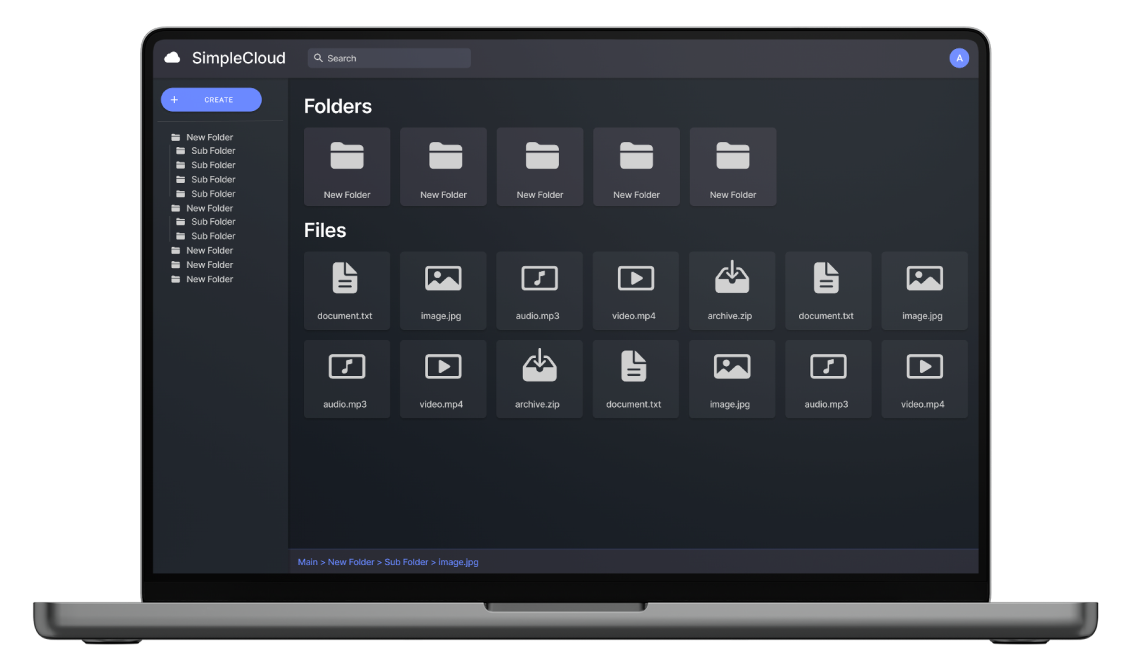 SimpleCloud
Search
A
+ CREATE
New Folder
Sub Folder
Sub Folder
Sub Folder
Sub Folder
New Folder
Sub Folder
Sub Folder
New Folder
New Folder
New Folder
Folders
New Folder New Folder New Folder New Folder New Folder
Files
document.txt image.jpg audio.mp3 video.mp4 archive.zip document.txt image.jpg
audio.mp3 video.mp4 archive.zip document.txt image.jpg audio.mp3 video.mp4
Main > New Folder > Sub Folder > image.jpg